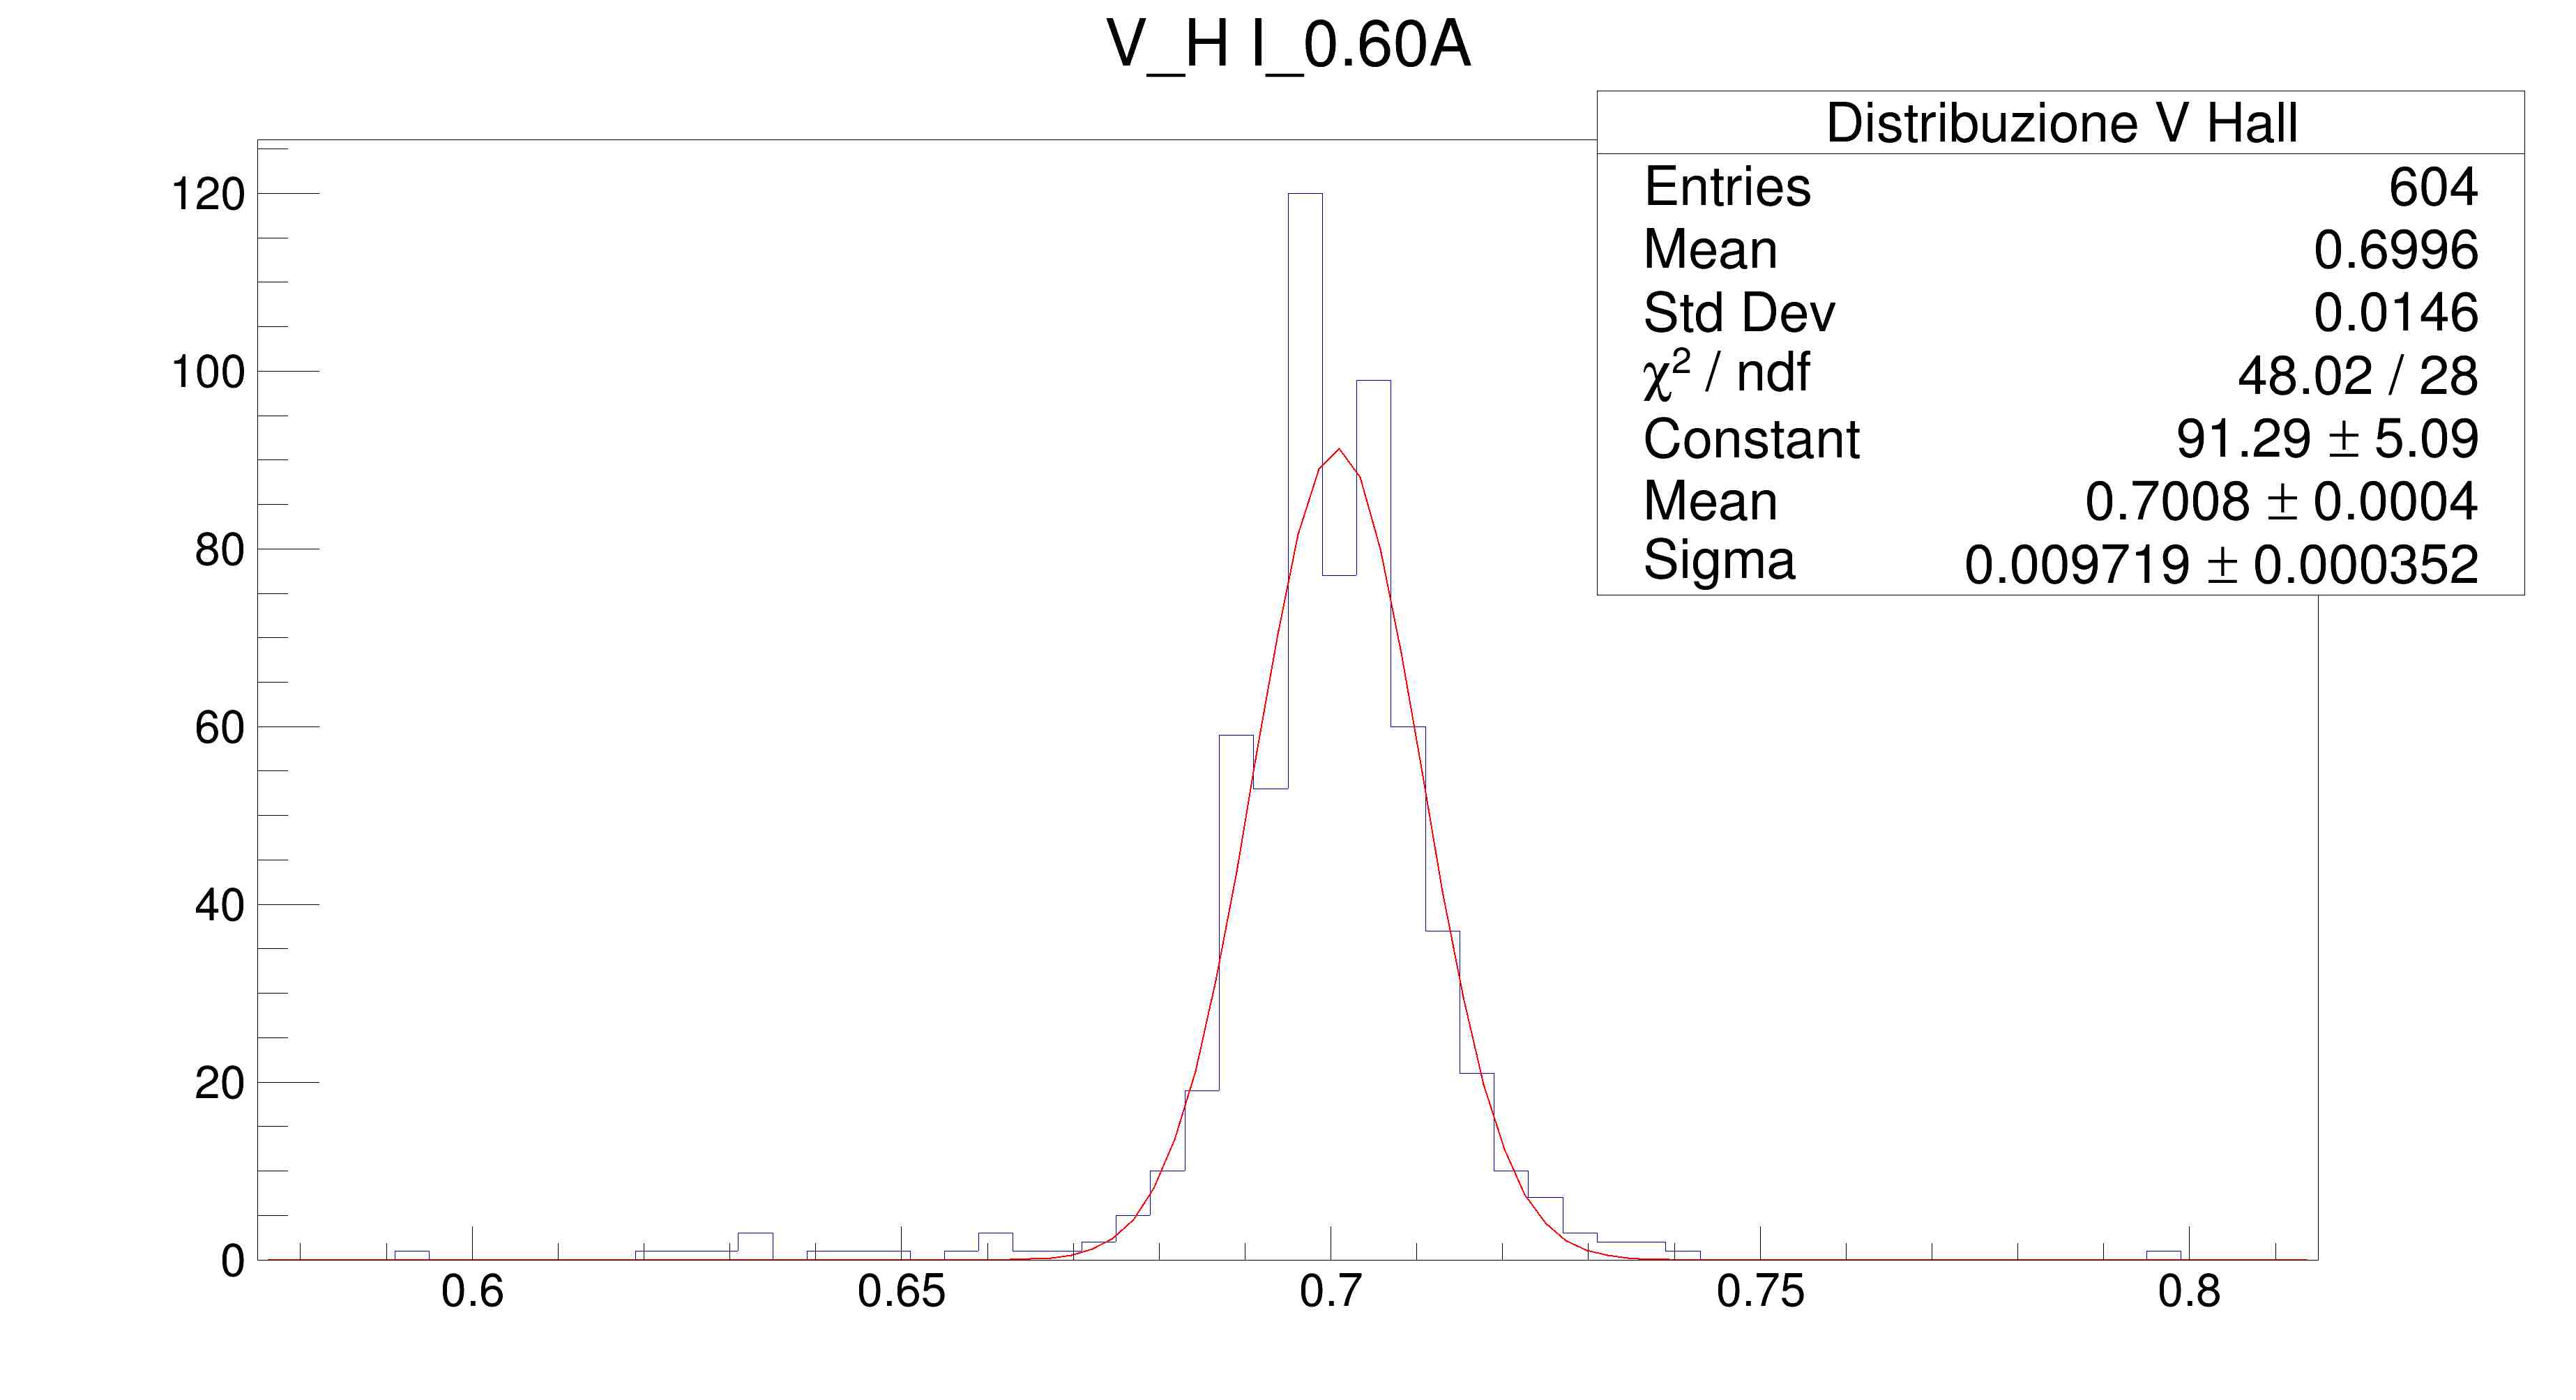 V_H I_0.60A
Distribuzione V Hall
Entries 604
Mean 0.6996
Std Dev 0.0146
χ² / ndf 48.02 / 28
Constant 91.29 ± 5.09
Mean 0.7008 ± 0.0004
Sigma 0.009719 ± 0.000352
120
100
80
60
40
20
0
0.6 0.65 0.7 0.75 0.8